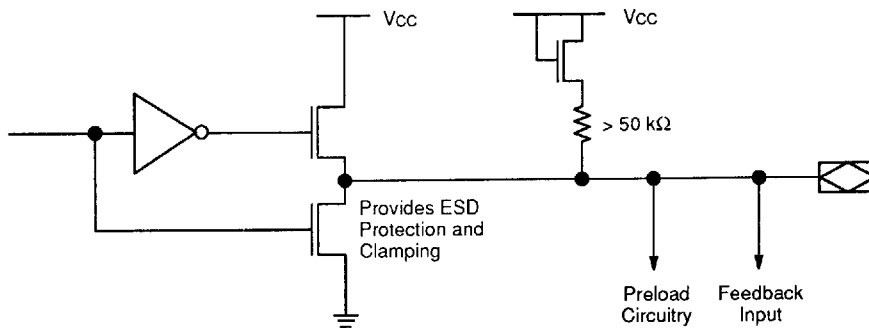 Vcc
Vcc
> 50 kΩ
Provides ESD
Protection and
Clamping
Preload
Circuitry
Feedback
Input